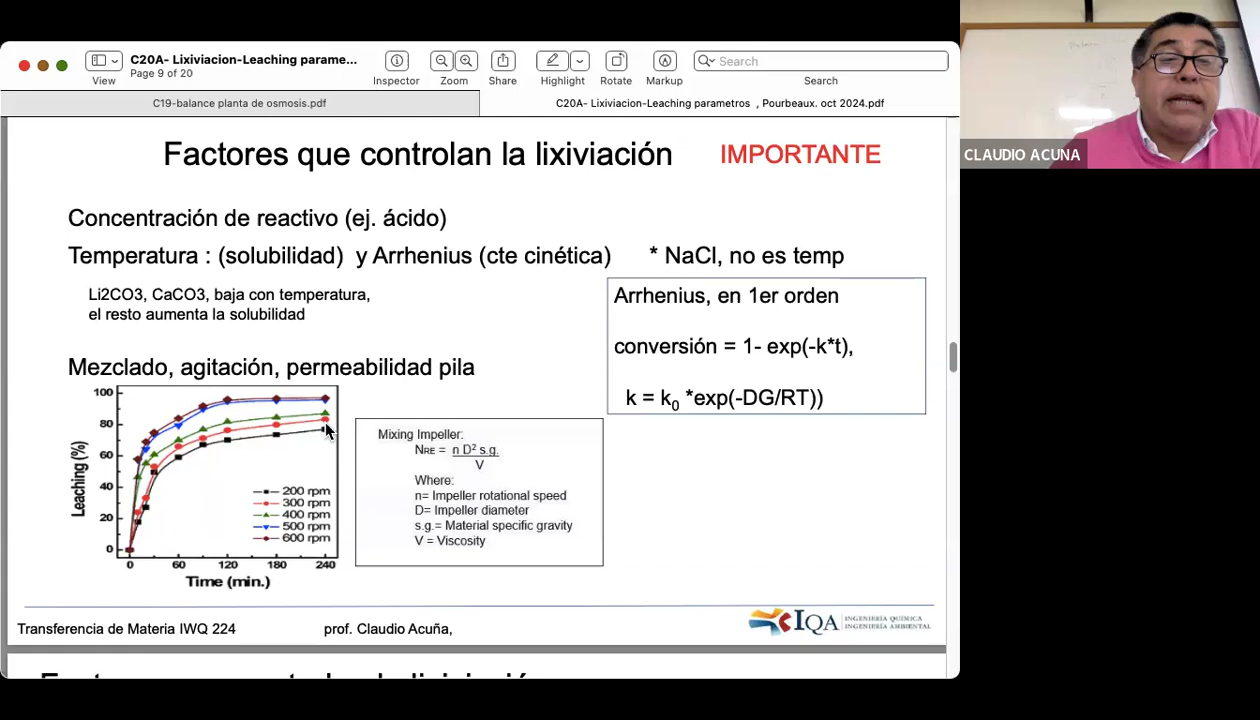 C20A- Lixiviacion-Leaching parame...
Page 9 of 20
View
Inspector
Zoom
Share
Highlight
Rotate
Markup
Search
Search
C19-balance planta de osmosis.pdf
C20A- Lixiviacion-Leaching parametros , Pourbeaux. oct 2024.pdf
CLAUDIO ACUNA
Factores que controlan la lixiviación IMPORTANTE
Concentración de reactivo (ej. ácido)
Temperatura : (solubilidad) y Arrhenius (cte cinética) * NaCl, no es temp
Li2CO3, CaCO3, baja con temperatura,
el resto aumenta la solubilidad
Arrhenius, en 1er orden
conversión = 1- exp(-k*t),
k = k0 *exp(-DG/RT))
Mezclado, agitación, permeabilidad pila
Leaching (%)
100
80
60
40
20
0
0 60 120 180 240
Time (min.)
200 rpm
300 rpm
400 rpm
500 rpm
600 rpm
Mixing Impeller:
NRE = n D² s.g.
V
Where:
n= Impeller rotational speed
D= Impeller diameter
s.g.= Material specific gravity
V = Viscosity
Transferencia de Materia IWQ 224 prof. Claudio Acuña,
IQA
INGENIERÍA QUÍMICA
INGENIERÍA AMBIENTAL